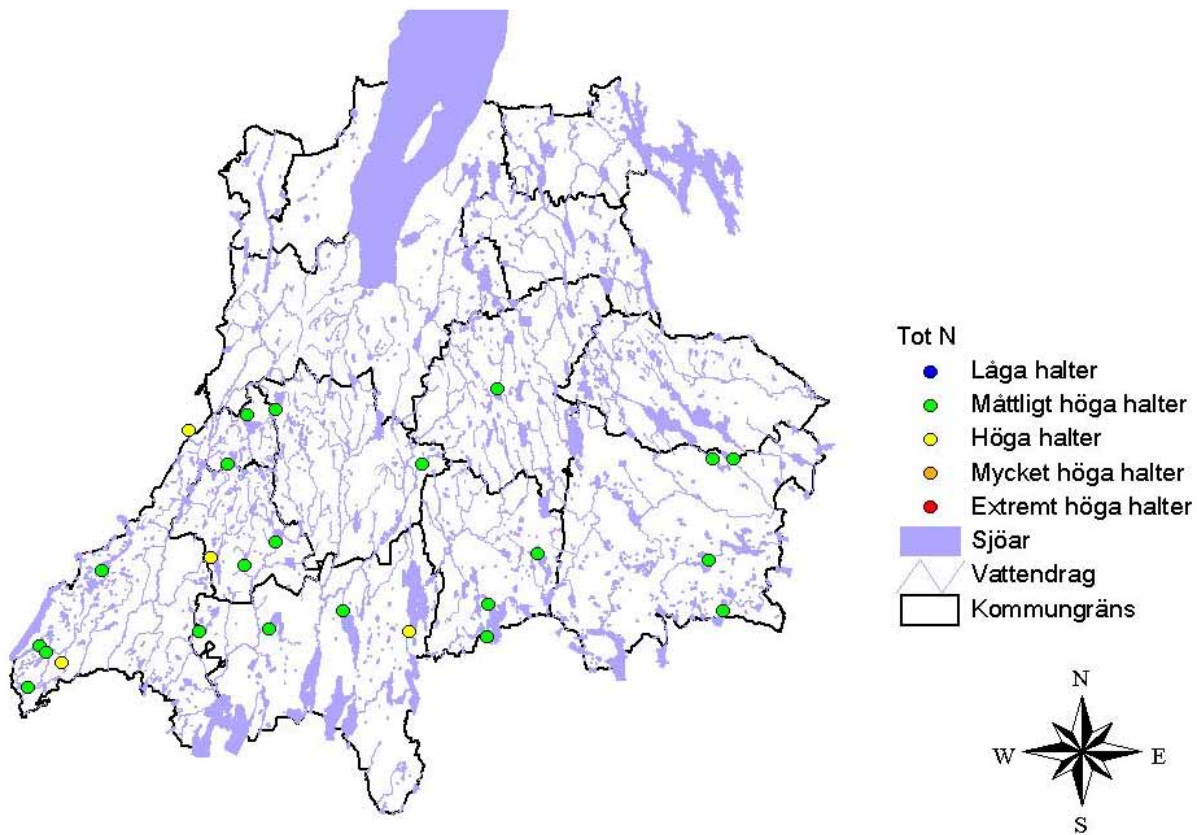 Tot N
Låga halter
Måttligt höga halter
Höga halter
Mycket höga halter
Extremt höga halter
Sjöar
Vattendrag
Kommungräns
N
W
E
S